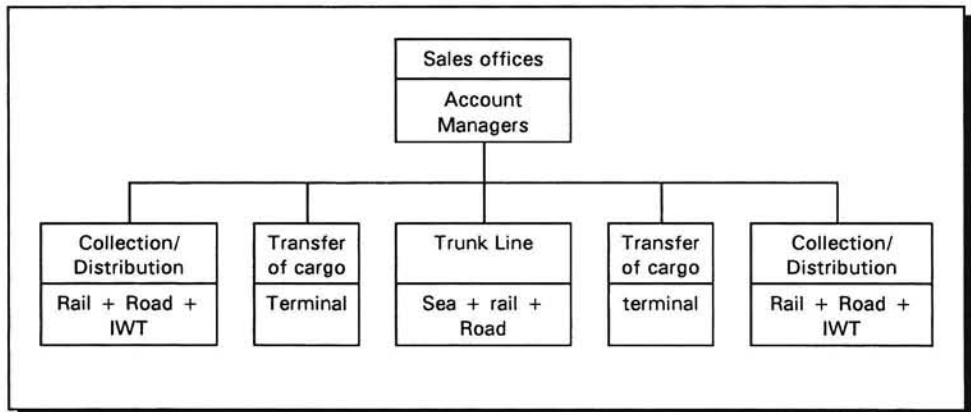 Sales offices
Account
Managers
Collection/
Distribution
Rail + Road +
IWT
Transfer
of cargo
Terminal
Trunk Line
Sea + rail +
Road
Transfer
of cargo
terminal
Collection/
Distribution
Rail + Road +
IWT